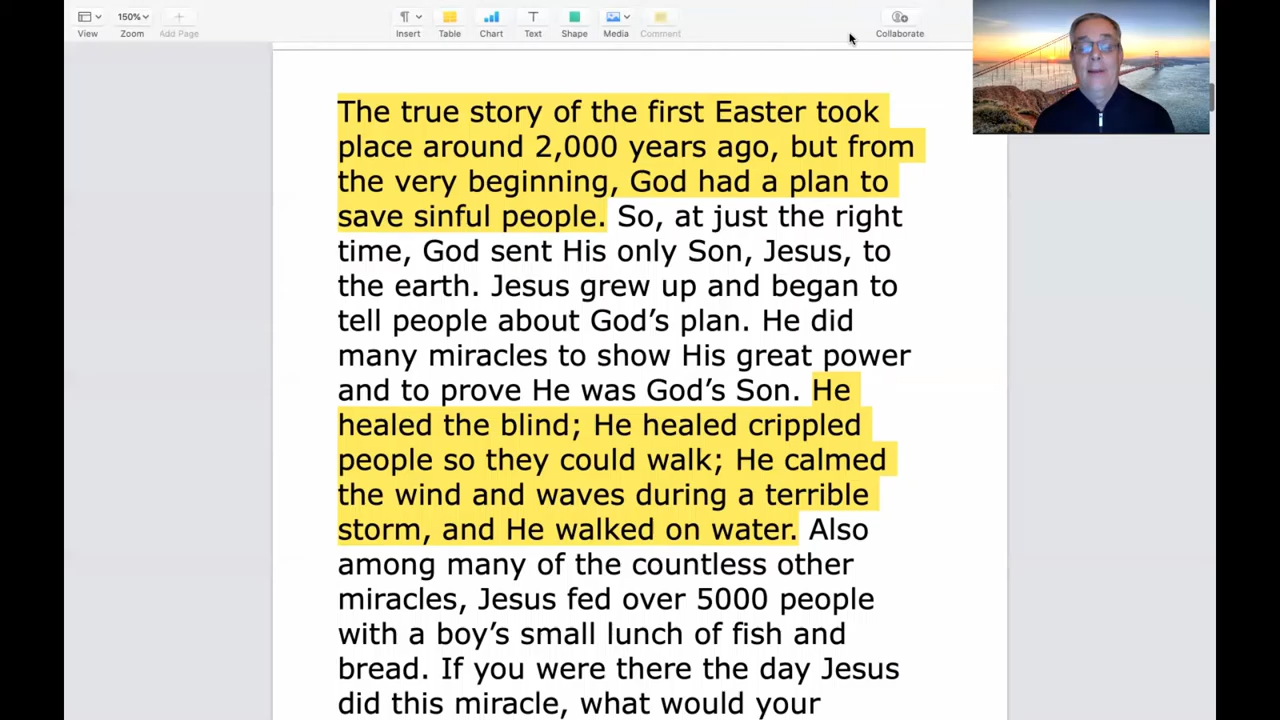 150%
View
Zoom
Add Page
Insert
Table
Chart
Text
Shape
Media
Comment
Collaborate
The true story of the first Easter took
place around 2,000 years ago, but from
the very beginning, God had a plan to
save sinful people. So, at just the right
time, God sent His only Son, Jesus, to
the earth. Jesus grew up and began to
tell people about God’s plan. He did
many miracles to show His great power
and to prove He was God’s Son. He
healed the blind; He healed crippled
people so they could walk; He calmed
the wind and waves during a terrible
storm, and He walked on water. Also
among many of the countless other
miracles, Jesus fed over 5000 people
with a boy’s small lunch of fish and
bread. If you were there the day Jesus
did this miracle, what would your